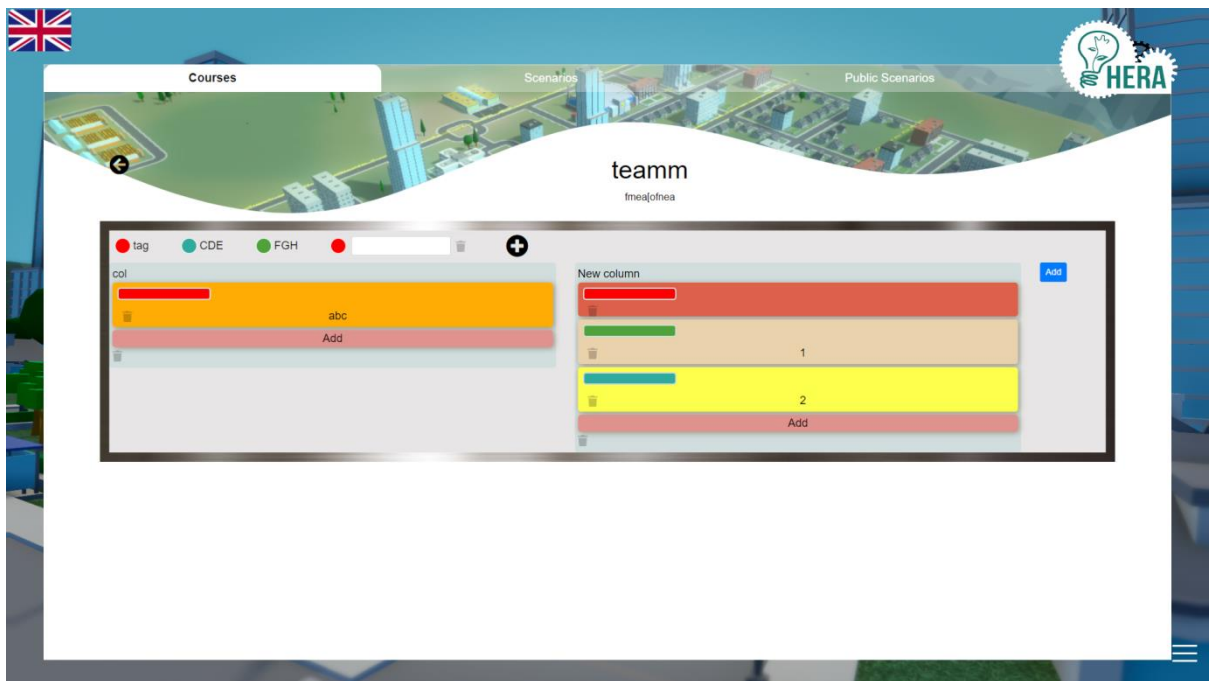 Courses
Scenarios
Public Scenarios
HERA
teamm
fmea[ofnea
tag
CDE
FGH
col
New column
Add
abc
Add
1
2
Add